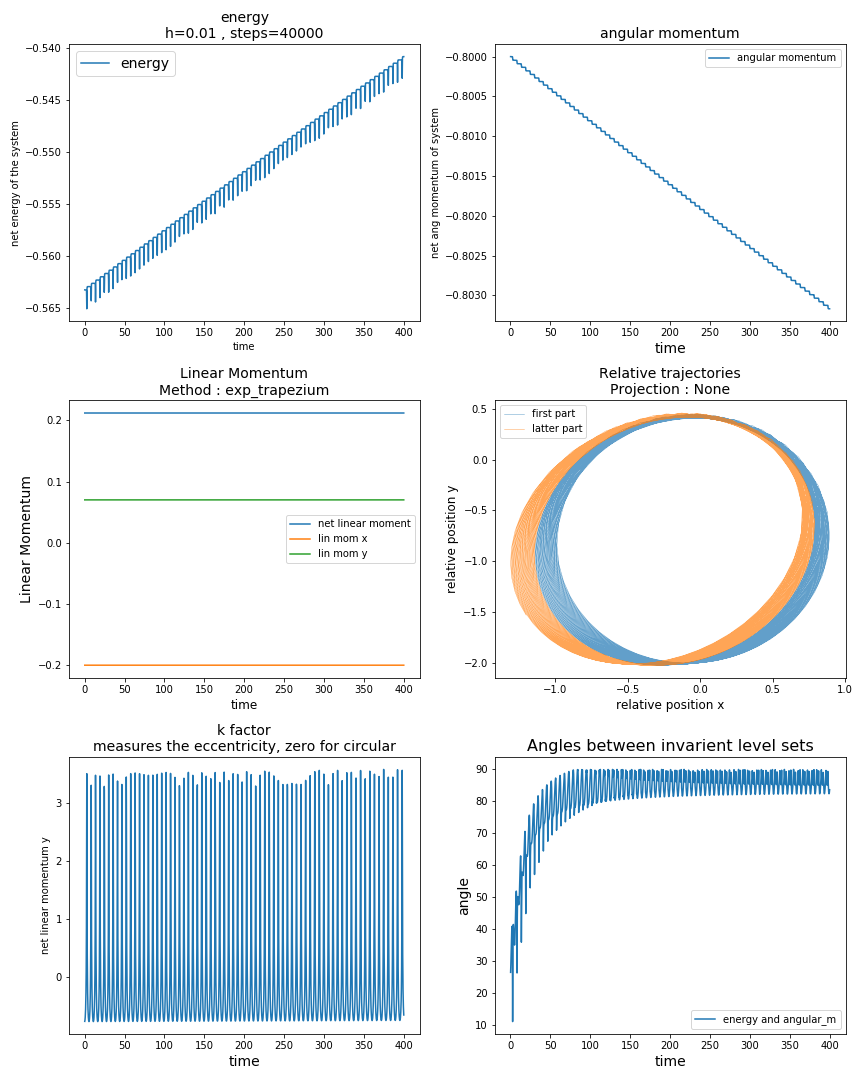 energy
h=0.01 , steps=40000
energy
net energy of the system
−0.540
−0.545
−0.550
−0.555
−0.560
−0.565
0 50 100 150 200 250 300 350 400
time
angular momentum
angular momentum
net ang momentum of system
−0.8000
−0.8005
−0.8010
−0.8015
−0.8020
−0.8025
−0.8030
0 50 100 150 200 250 300 350 400
time
Linear Momentum
Method : exp_trapezium
Linear Momentum
0.2
0.1
0.0
−0.1
−0.2
net linear moment
lin mom x
lin mom y
0 50 100 150 200 250 300 350 400
time
Relative trajectories
Projection : None
first part
latter part
relative position y
0.5
0.0
−0.5
−1.0
−1.5
−2.0
−1.0 −0.5 0.0 0.5 1.0
relative position x
k factor
measures the eccentricity, zero for circular
net linear momentum y
3
2
1
0
0 50 100 150 200 250 300 350 400
time
Angles between invarient level sets
angle
90
80
70
60
50
40
30
20
10
energy and angular_m
0 50 100 150 200 250 300 350 400
time